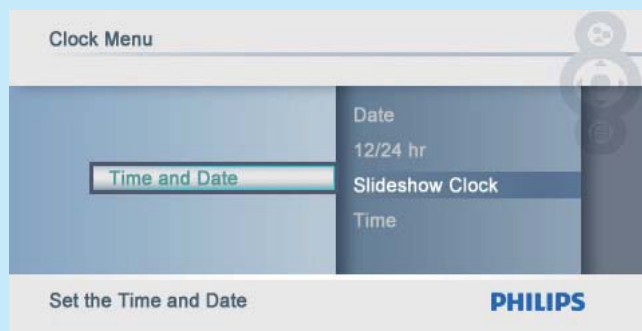 Clock Menu
Time and Date
Date
12/24 hr
Slideshow Clock
Time
Set the Time and Date
PHILIPS